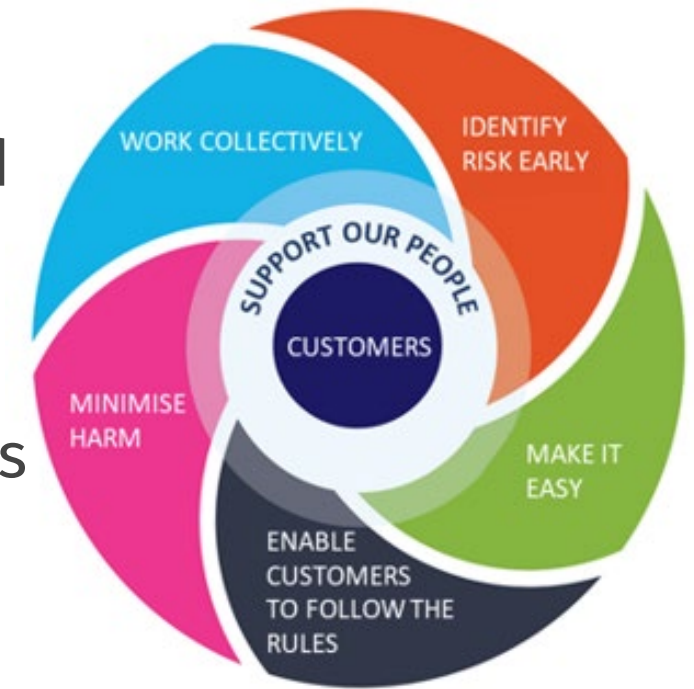 WORK COLLECTIVELY
IDENTIFY
RISK EARLY
SUPPORT OUR PEOPLE
CUSTOMERS
MINIMISE
HARM
MAKE IT
EASY
ENABLE
CUSTOMERS
TO FOLLOW THE
RULES
s